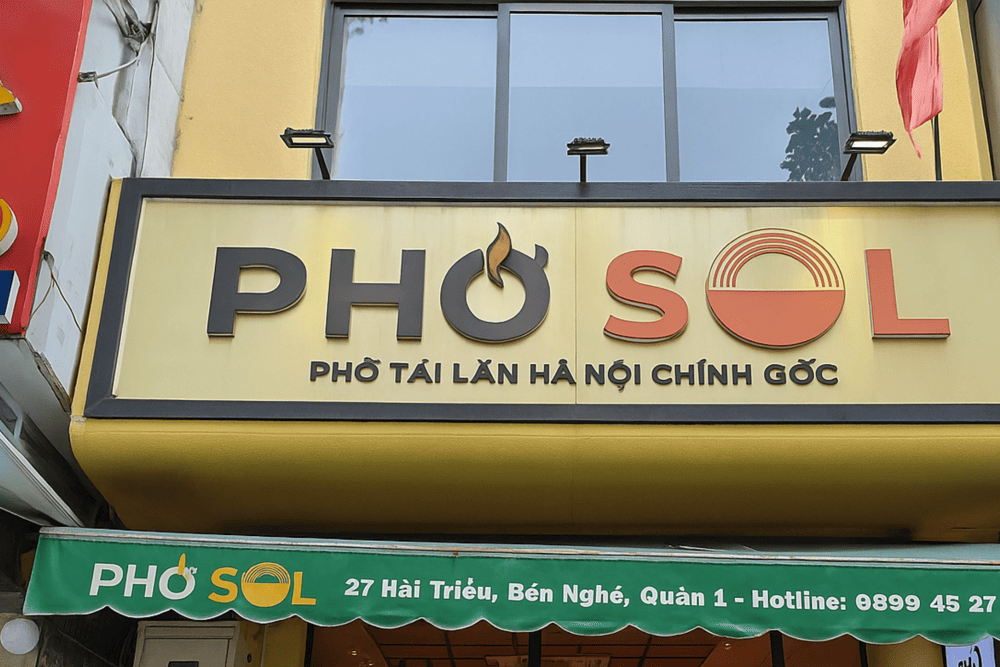 PHỞ SOL
PHỞ TÁI LĂN HÀ NỘI CHÍNH GỐC
PHỞ SOL 27 Hải Triều, Bến Nghé, Quận 1 - Hotline: 0899 45 27